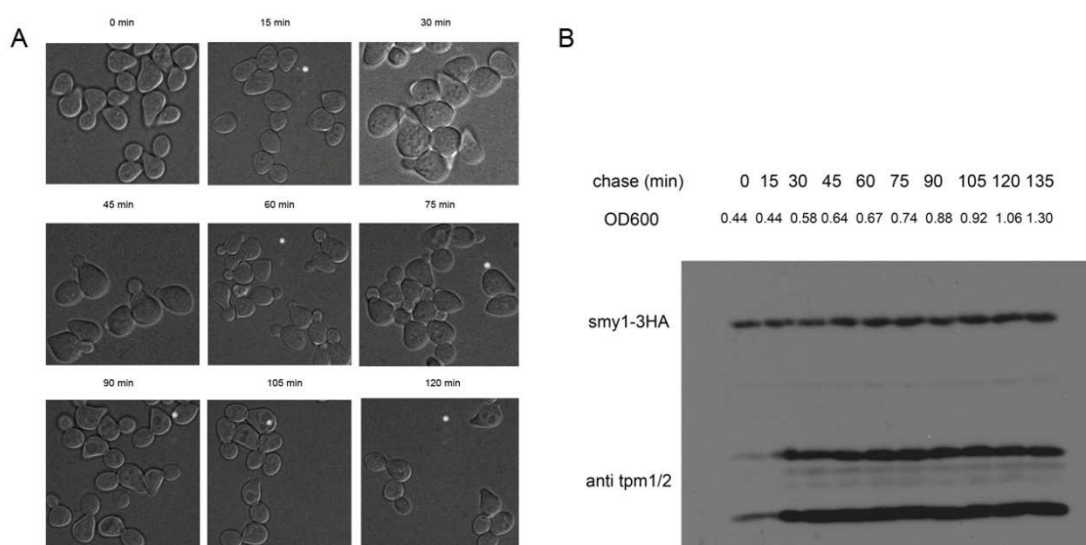 A
0 min
15 min
30 min
45 min
60 min
75 min
90 min
105 min
120 min
B
chase (min) 0 15 30 45 60 75 90 105 120 135
OD600 0.44 0.44 0.58 0.64 0.67 0.74 0.88 0.92 1.06 1.30
smy1-3HA
anti tpm1/2